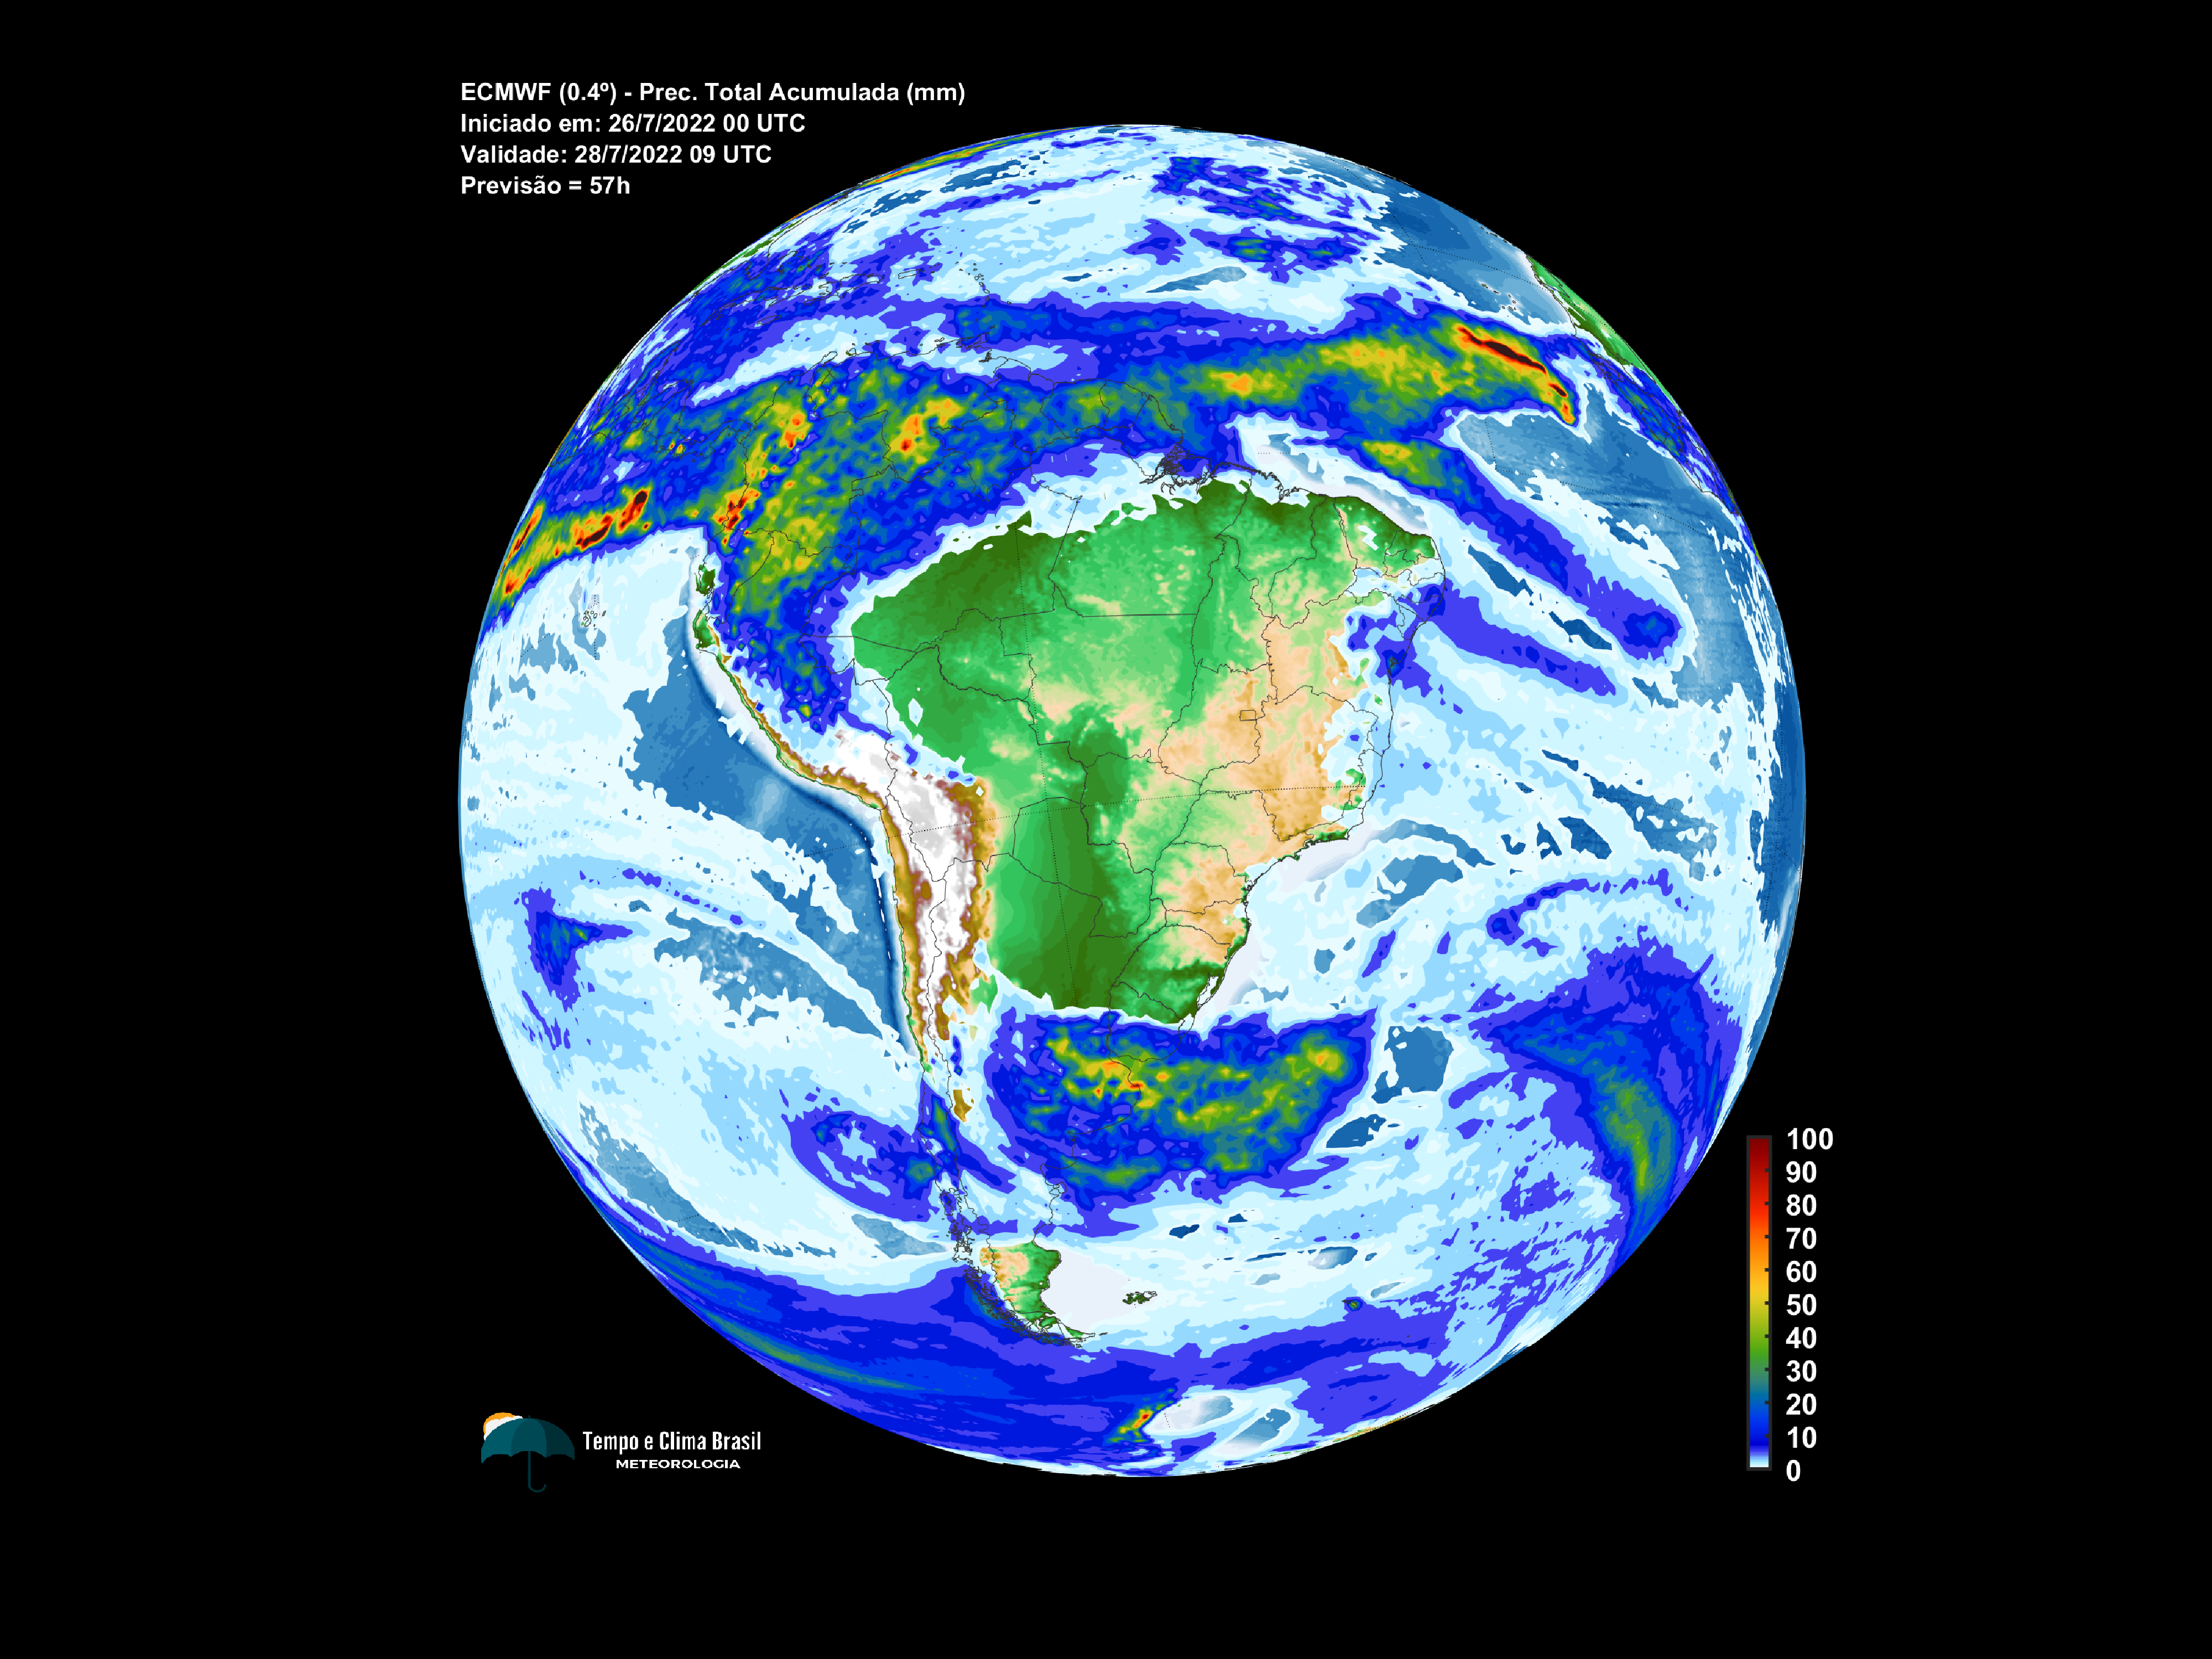 ECMWF (0.4º) - Prec. Total Acumulada (mm)
Iniciado em: 26/7/2022 00 UTC
Validade: 28/7/2022 09 UTC
Previsão = 57h
100
90
80
70
60
50
40
30
20
10
0
Tempo e Clima Brasil
METEOROLOGIA